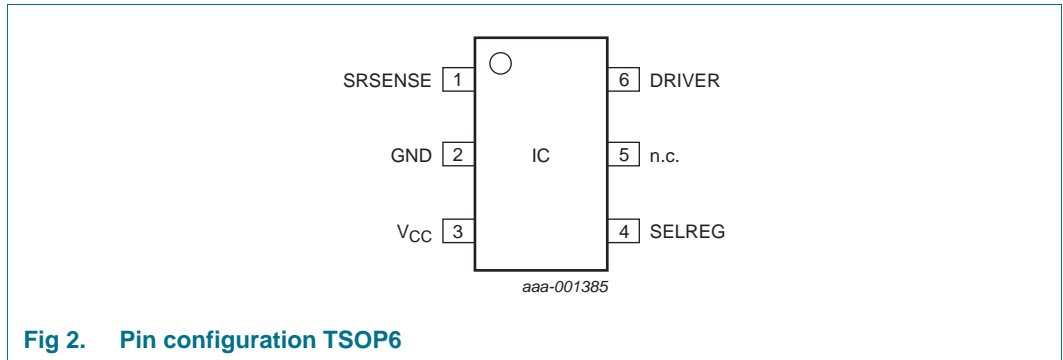 SRSENSE 1 6 DRIVER
GND 2 IC 5 n.c.
VCC 3 4 SELREG
aaa-001385
Fig 2. Pin configuration TSOP6